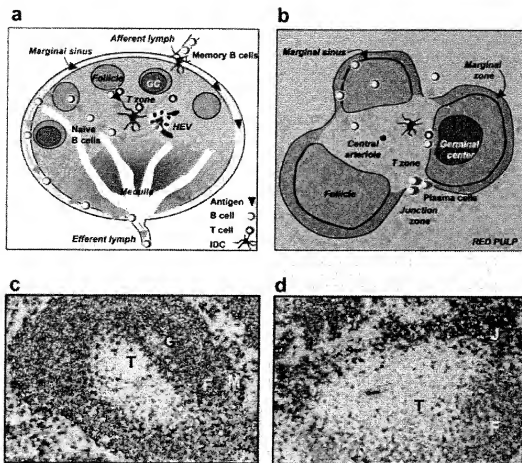 a
Afferent lymph
Marginal sinus
Memory B cells
Follicle
GC
T zone
HEV
Naive
B cells
Medulla
Antigen
B cell
T cell
IDC
Efferent lymph
b
Marginal sinus
Marginal
zone
Central
arteriole
T zone
Germinal
center
Follicle
Plasma cells
Junction
zone
RED PULP
c
G
T
F
M
d
J
T
F